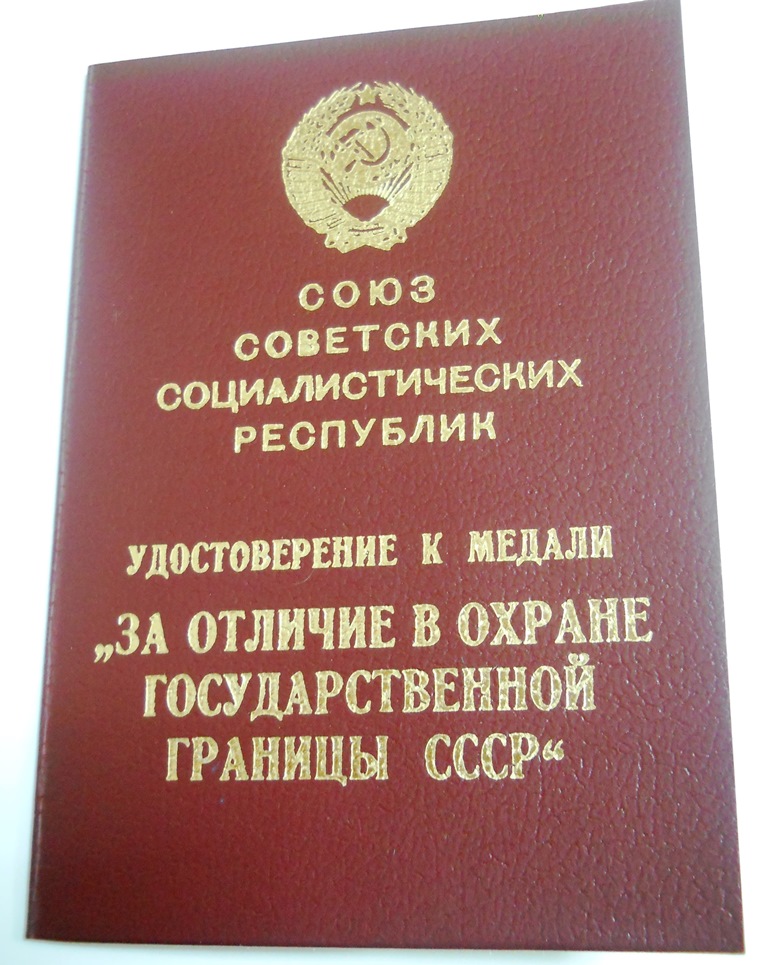 СОЮЗ
СОВЕТСКИХ
СОЦИАЛИСТИЧЕСКИХ
РЕСПУБЛИК
УДОСТОВЕРЕНИЕ К МЕДАЛИ
„ЗА ОТЛИЧИЕ В ОХРАНЕ
ГОСУДАРСТВЕННОЙ
ГРАНИЦЫ СССР“